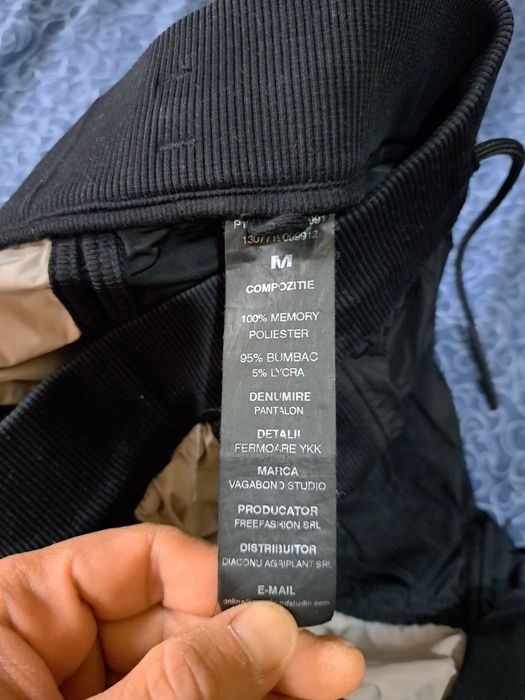 M
COMPOZITIE
100% MEMORY
POLIESTER
95% BUMBAC
5% LYCRA
DENUMIRE
PANTALON
DETALII
FERMOARE YKK
MARCA
VAGABOND STUDIO
PRODUCATOR
FREEFASHION SRL
DISTRIBUITOR
DIACONU AGRIPLANT SRL
E-MAIL